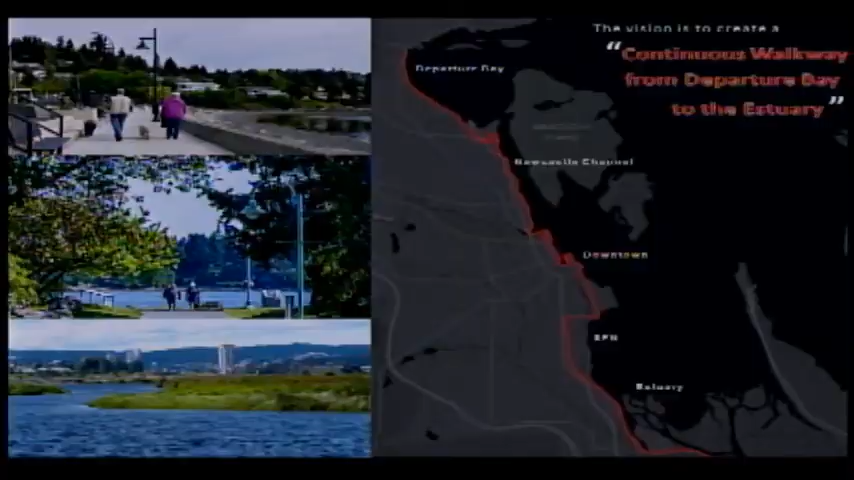 The vision is to create a
“Continuous Walkway
from Departure Bay
to the Estuary”
Departure Bay
Newcastle Channel
Downtown
Estuary